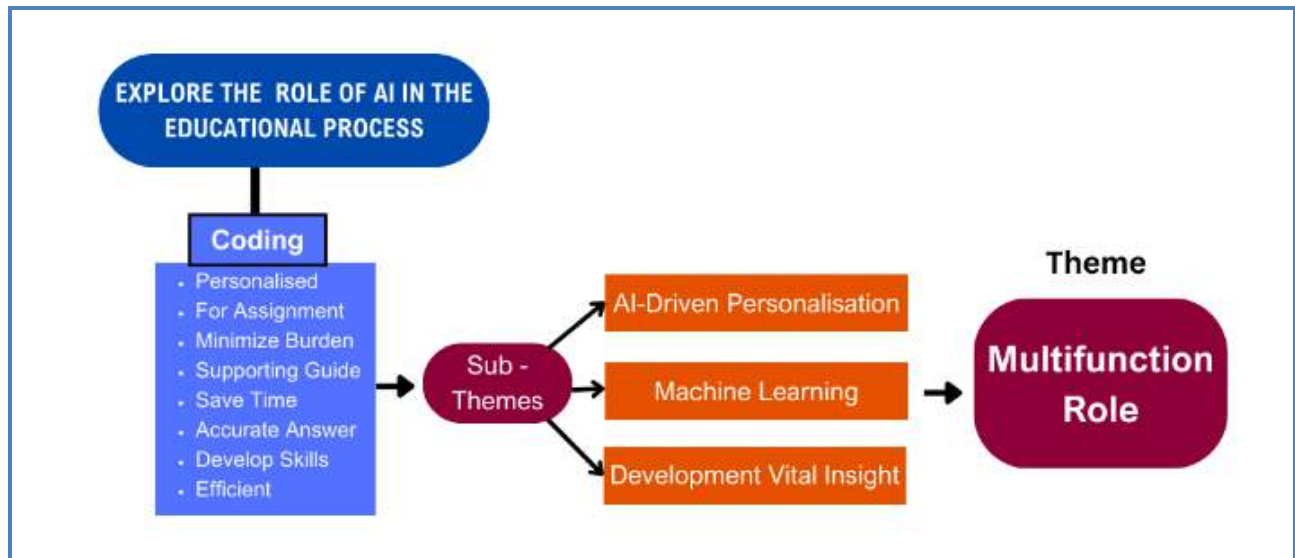 EXPLORE THE ROLE OF AI IN THE
EDUCATIONAL PROCESS
Coding
• Personalised
• For Assignment
• Minimize Burden
• Supporting Guide
• Save Time
• Accurate Answer
• Develop Skills
• Efficient
Sub -
Themes
AI-Driven Personalisation
Machine Learning
Development Vital Insight
Theme
Multifunction
Role